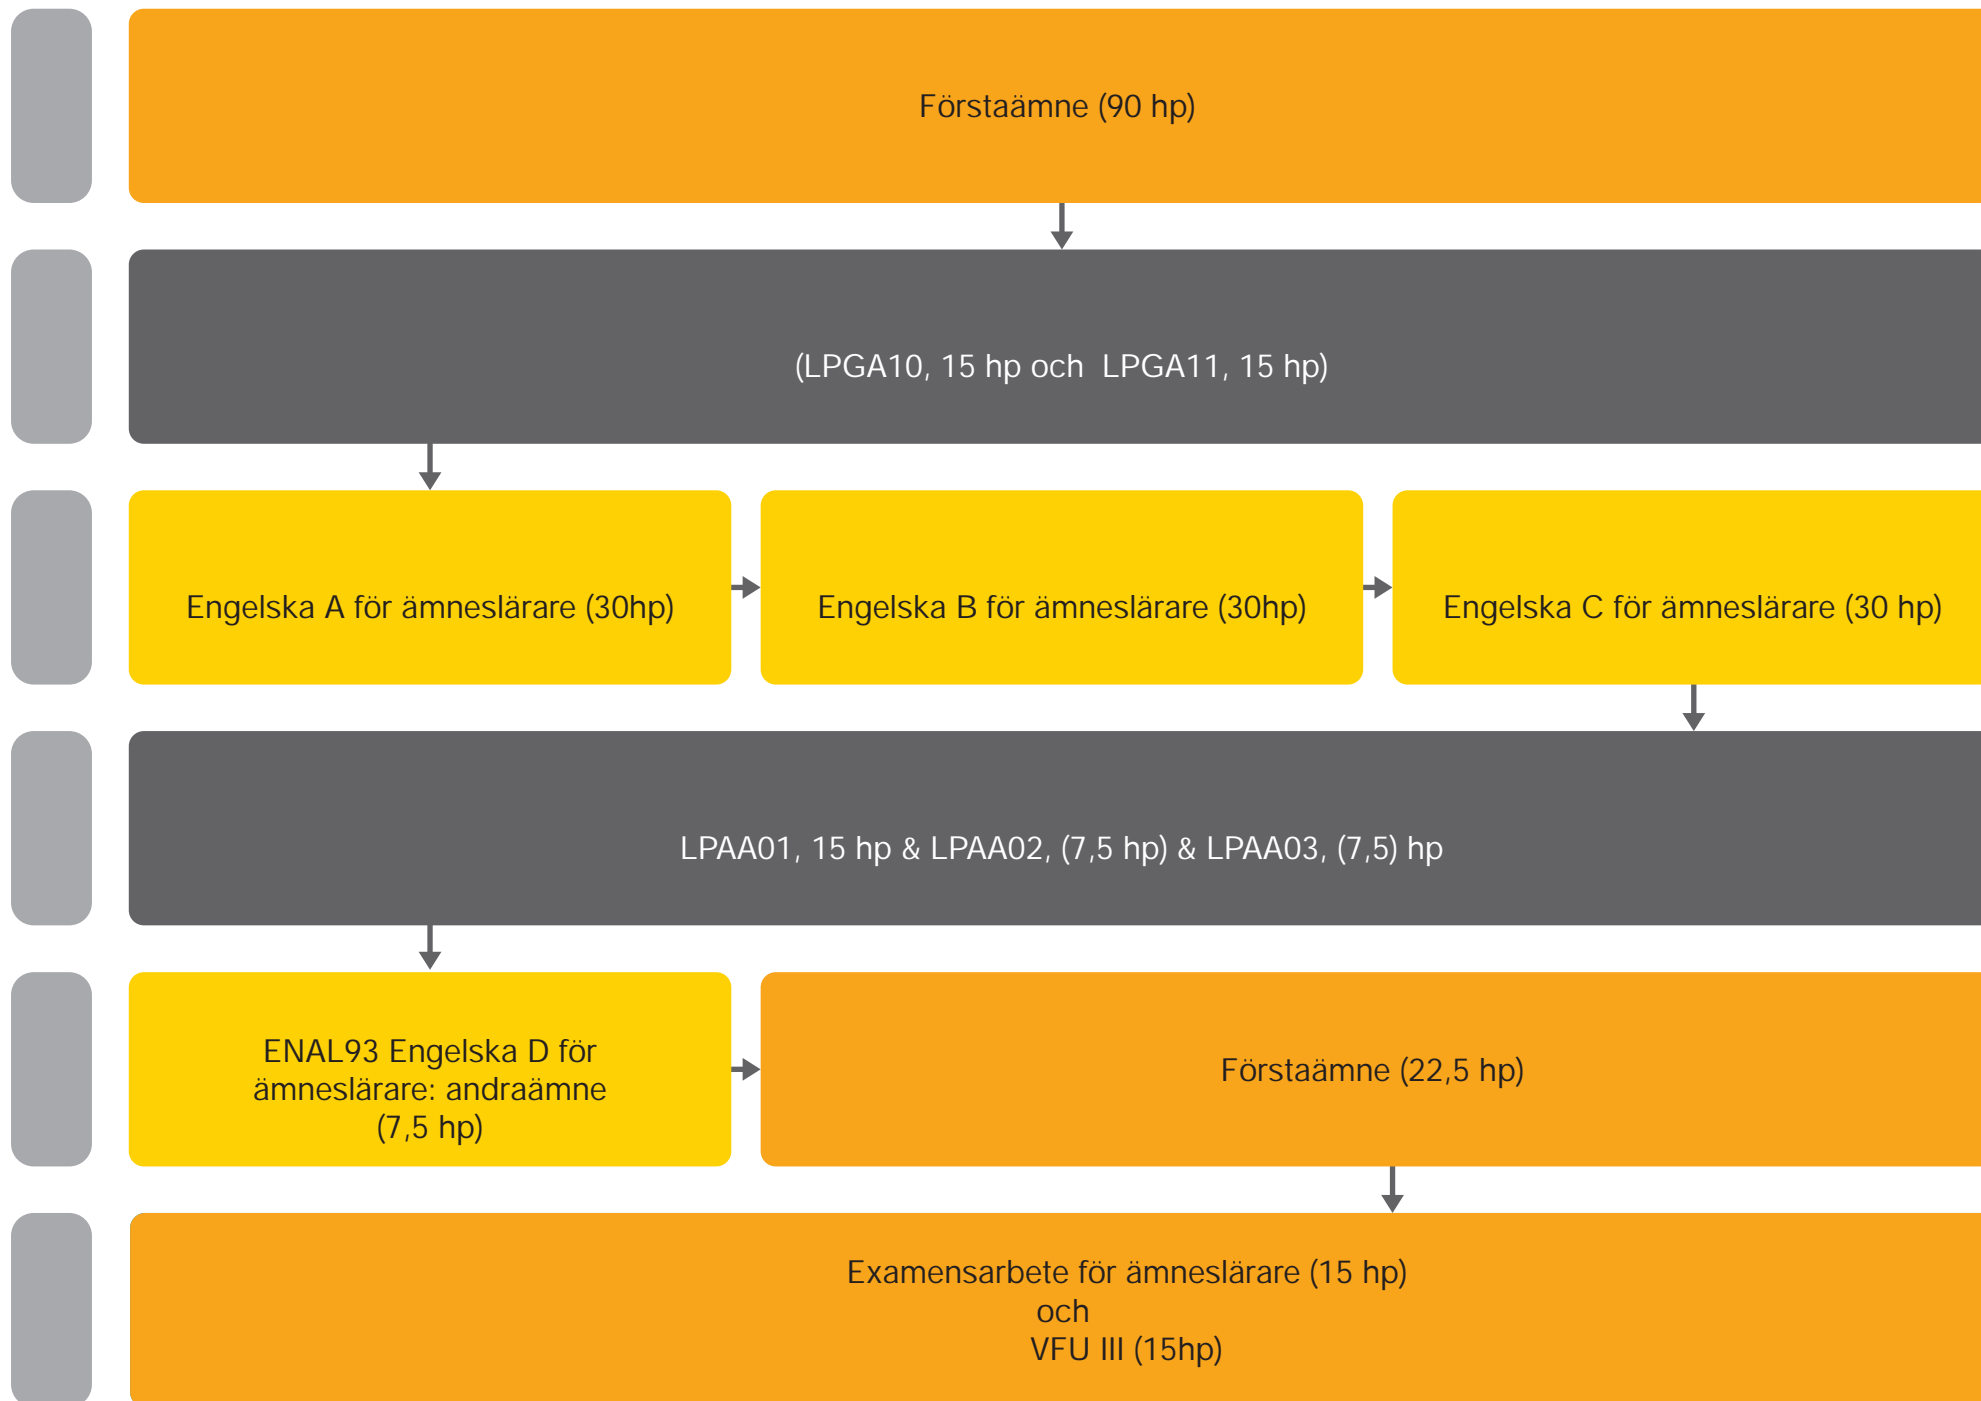 Förstaämne (90 hp)
(LPGA10, 15 hp och LPGA11, 15 hp)
Engelska A för ämneslärare (30hp)
Engelska B för ämneslärare (30hp)
Engelska C för ämneslärare (30 hp)
LPAA01, 15 hp & LPAA02, (7,5 hp) & LPAA03, (7,5) hp
ENAL93 Engelska D för
ämneslärare: andraämne
(7,5 hp)
Förstaämne (22,5 hp)
Examensarbete för ämneslärare (15 hp)
och
VFU III (15hp)